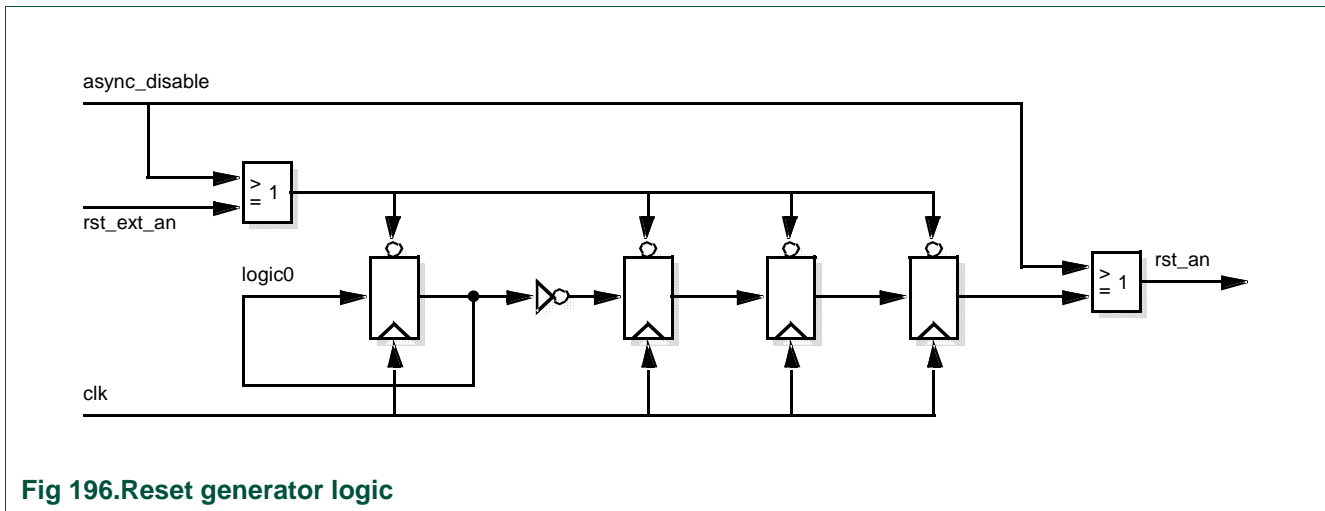 async_disable
>
= 1
rst_ext_an
logic0
>
= 1
rst_an
clk
Fig 196.Reset generator logic